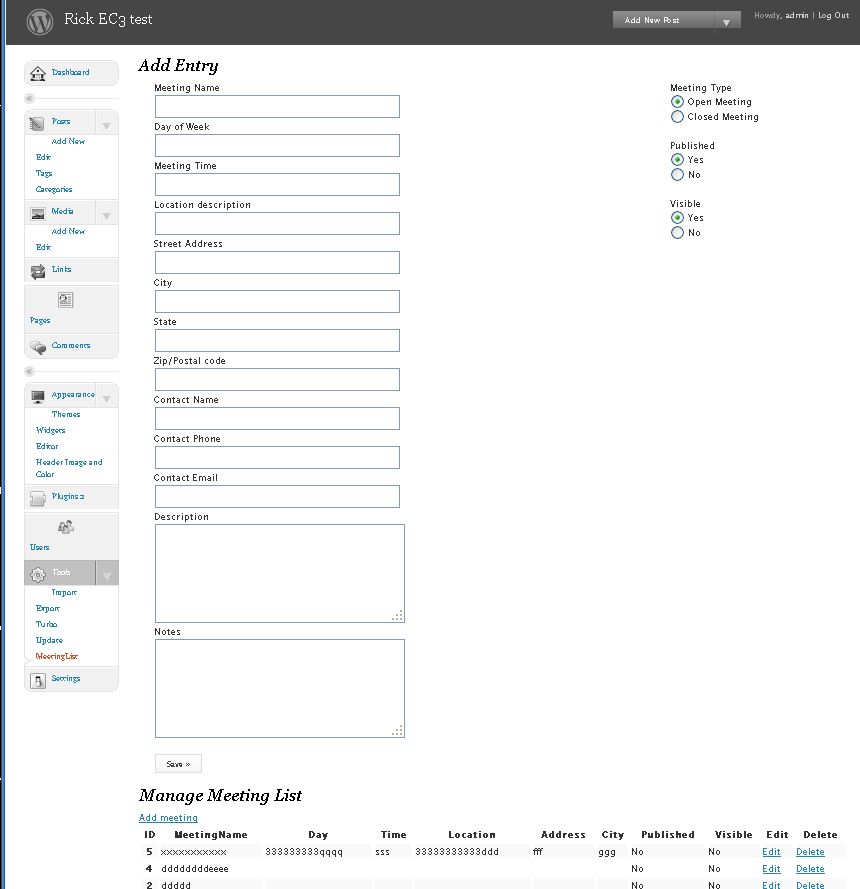 Rick EC3 test
Add New Post
Howdy, admin | Log Out
Dashboard
Posts
Add New
Edit
Tags
Categories
Media
Add New
Edit
Links
Pages
Comments
Appearance
Themes
Widgets
Editor
Header Image and
Color
Plugins 2
Users
Tools
Import
Export
Turbo
Update
MeetingList
Settings
Add Entry
Meeting Name
Day of Week
Meeting Time
Location description
Street Address
City
State
Zip/Postal code
Contact Name
Contact Phone
Contact Email
Description
Notes
Save »
Meeting Type
Open Meeting
Closed Meeting
Published
Yes
No
Visible
Yes
No
Manage Meeting List
Add meeting
ID MeetingName Day Time Location Address City Published Visible Edit Delete
5 xxxxxxxxxxx 333333333qqqq sss 33333333333ddd fff ggg No No Edit Delete
4 ddddddddeeee No No Edit Delete
2 ddddd No No Edit Delete